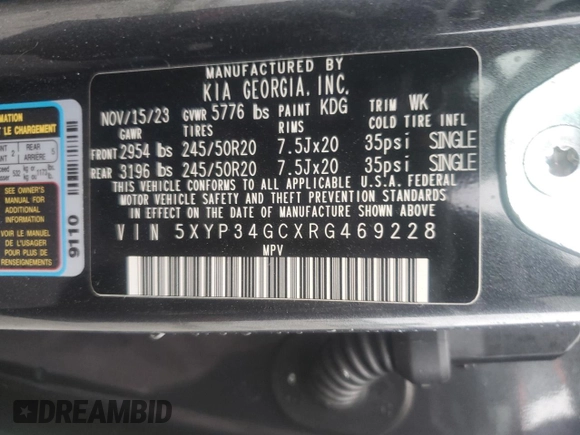 MANUFACTURED BY
KIA GEORGIA, INC.
NOV/15/23 GVWR 5776 lbs PAINT KDG TRIM WK
GAWR TIRES RIMS COLD TIRE INFL
FRONT 2954 lbs 245/50R20 7.5Jx20 35psi SINGLE
REAR 3196 lbs 245/50R20 7.5Jx20 35psi SINGLE
THIS VEHICLE CONFORMS TO ALL APPLICABLE U.S.A. FEDERAL
MOTOR VEHICLE SAFETY AND THEFT PREVENTION STANDARDS
IN EFFECT ON THE DATE OF MANUFACTURE SHOWN ABOVE.
VIN 5XYP34GCXRG469228
MPV
LE CHARGEMENT
REAR
ARRIÈRE
SEE OWNER'S
MANUAL FOR
ADDITIONAL
INFORMATION
VOIR LE MANUEL
DE L'USAGER
POUR PLUS DE
RENSEIGNEMENTS
9110
DREAMBID